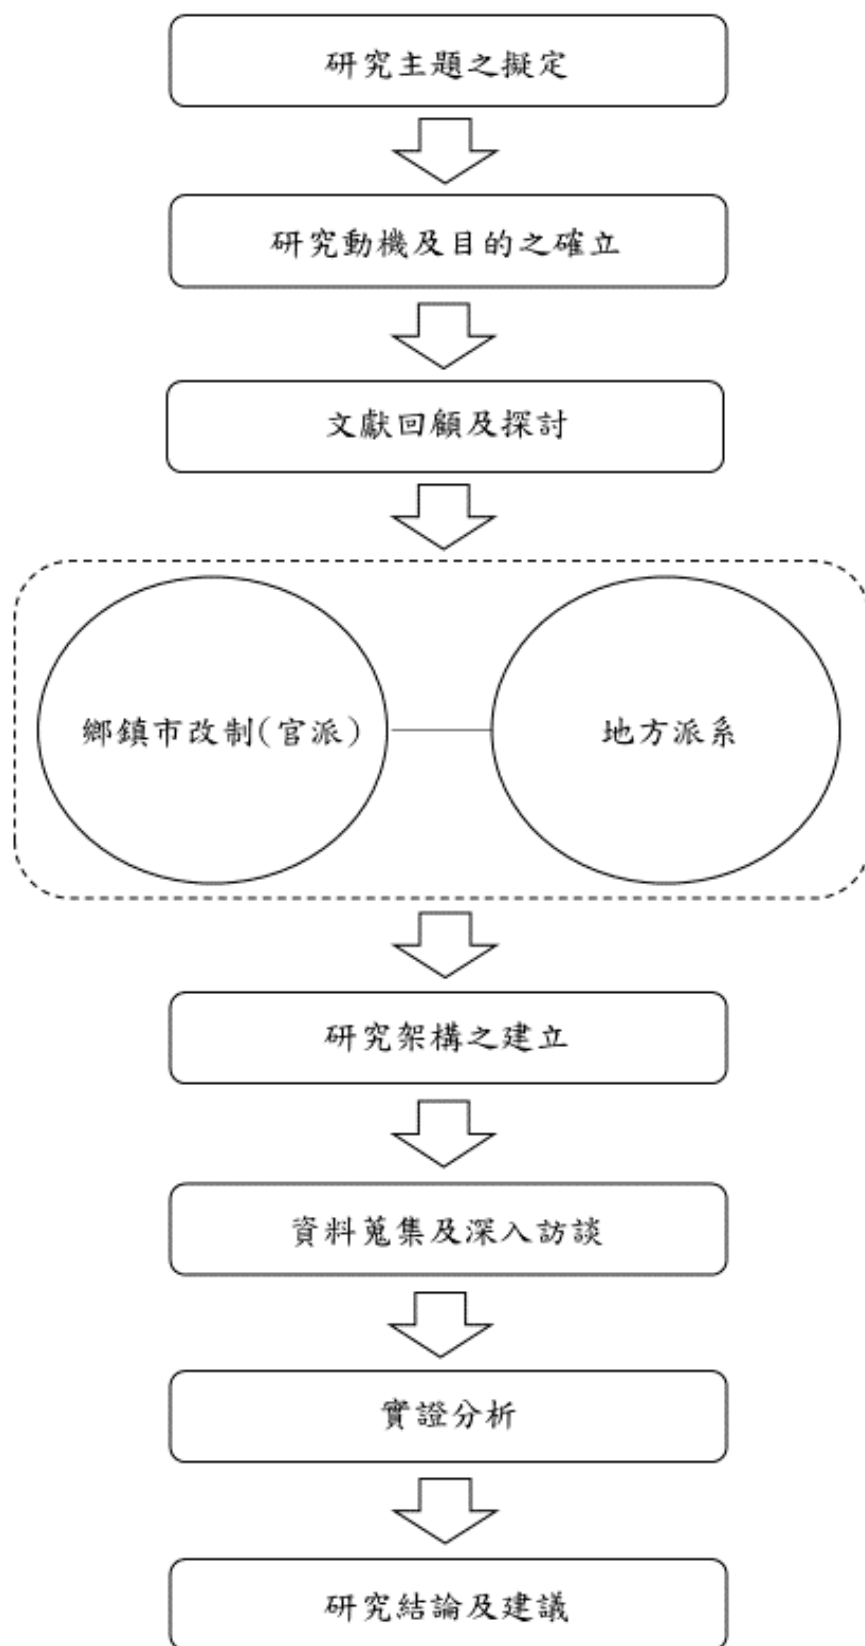 研究主題之擬定
研究動機及目的之確立
文獻回顧及探討
鄉鎮市改制(官派)
地方派系
研究架構之建立
資料蒐集及深入訪談
實證分析
研究結論及建議